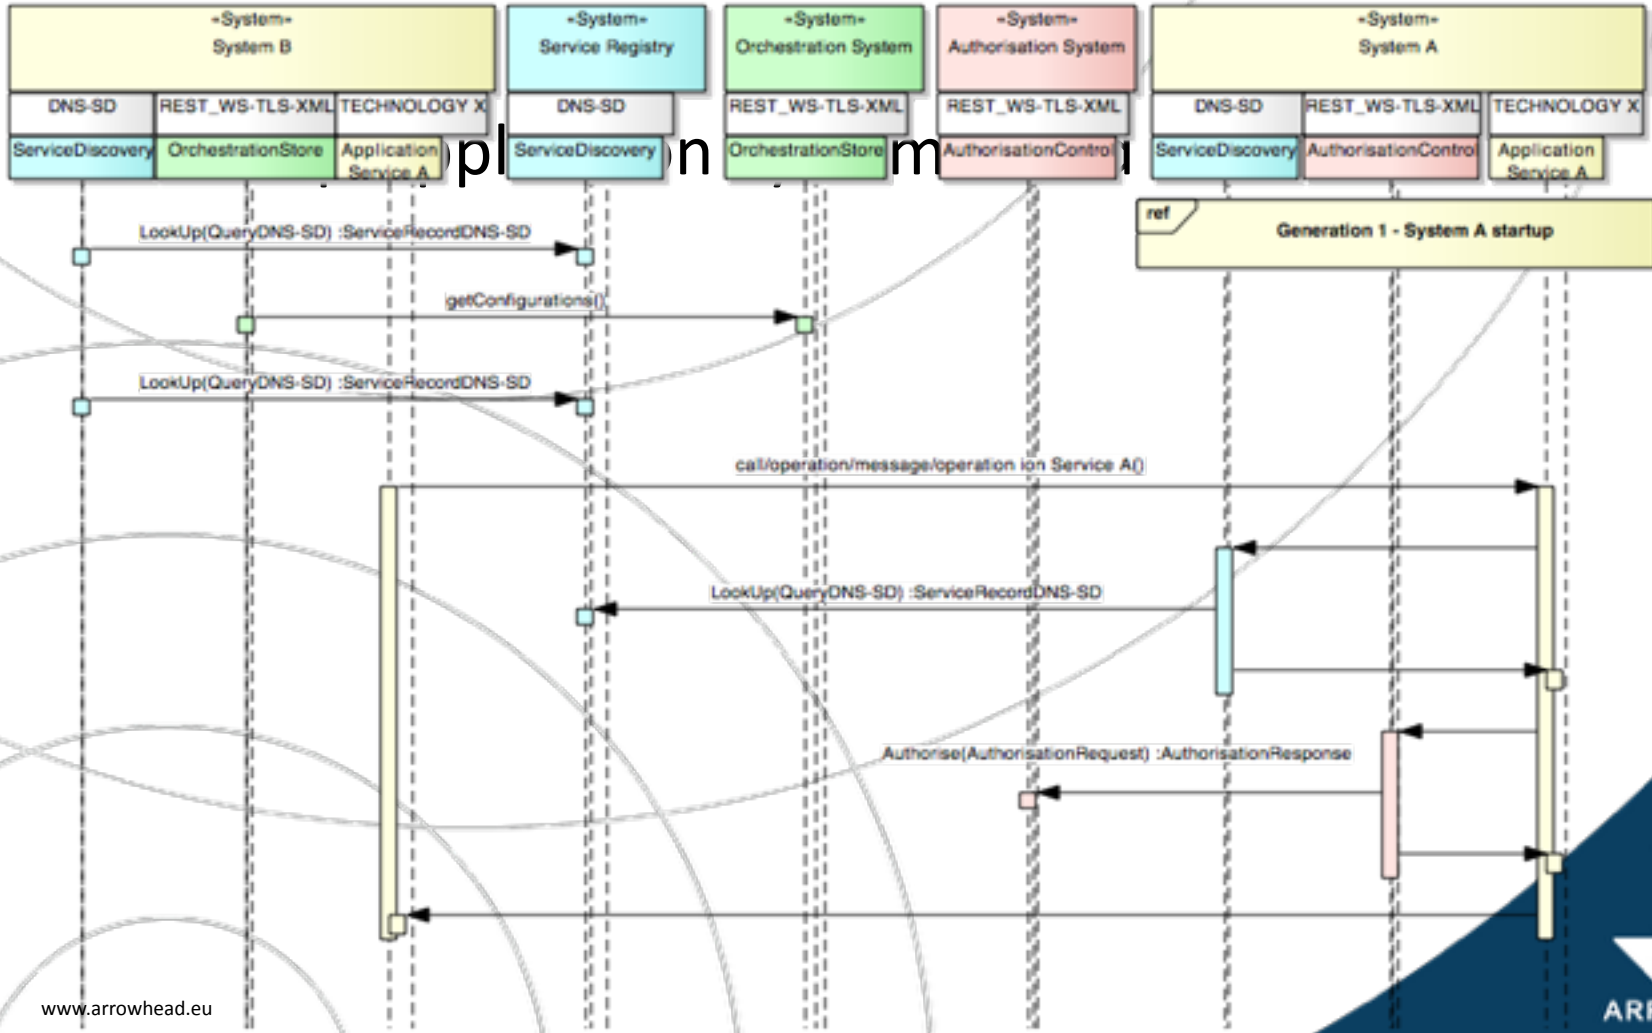 «System»
System B
«System»
Service Registry
«System»
Orchestration System
«System»
Authorisation System
«System»
System A
DNS-SD
REST_WS-TLS-XML
TECHNOLOGY X
DNS-SD
REST_WS-TLS-XML
REST_WS-TLS-XML
DNS-SD
REST_WS-TLS-XML
TECHNOLOGY X
ServiceDiscovery
OrchestrationStore
Application
Service A
ServiceDiscovery
OrchestrationStore
AuthorisationControl
ServiceDiscovery
AuthorisationControl
Application
Service A
ref
Generation 1 - System A startup
LookUp(QueryDNS-SD) :ServiceRecordDNS-SD
getConfigurations()
LookUp(QueryDNS-SD) :ServiceRecordDNS-SD
call/operation/message/operation ion Service A()
LookUp(QueryDNS-SD) :ServiceRecordDNS-SD
Authorise(AuthorisationRequest) :AuthorisationResponse
www.arrowhead.eu